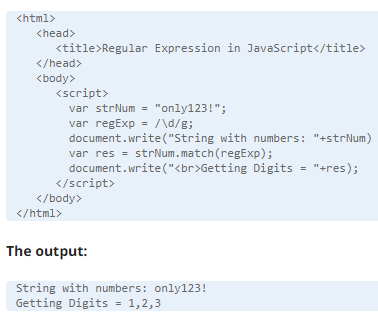 <html>
<head>
<title>Regular Expression in JavaScript</title>
</head>
<body>
<script>
var strNum = "only123!";
var regExp = /\d/g;
document.write("String with numbers: "+strNum)
var res = strNum.match(regExp);
document.write("<br>Getting Digits = "+res);
</script>
</body>
</html>
The output:
String with numbers: only123!
Getting Digits = 1,2,3